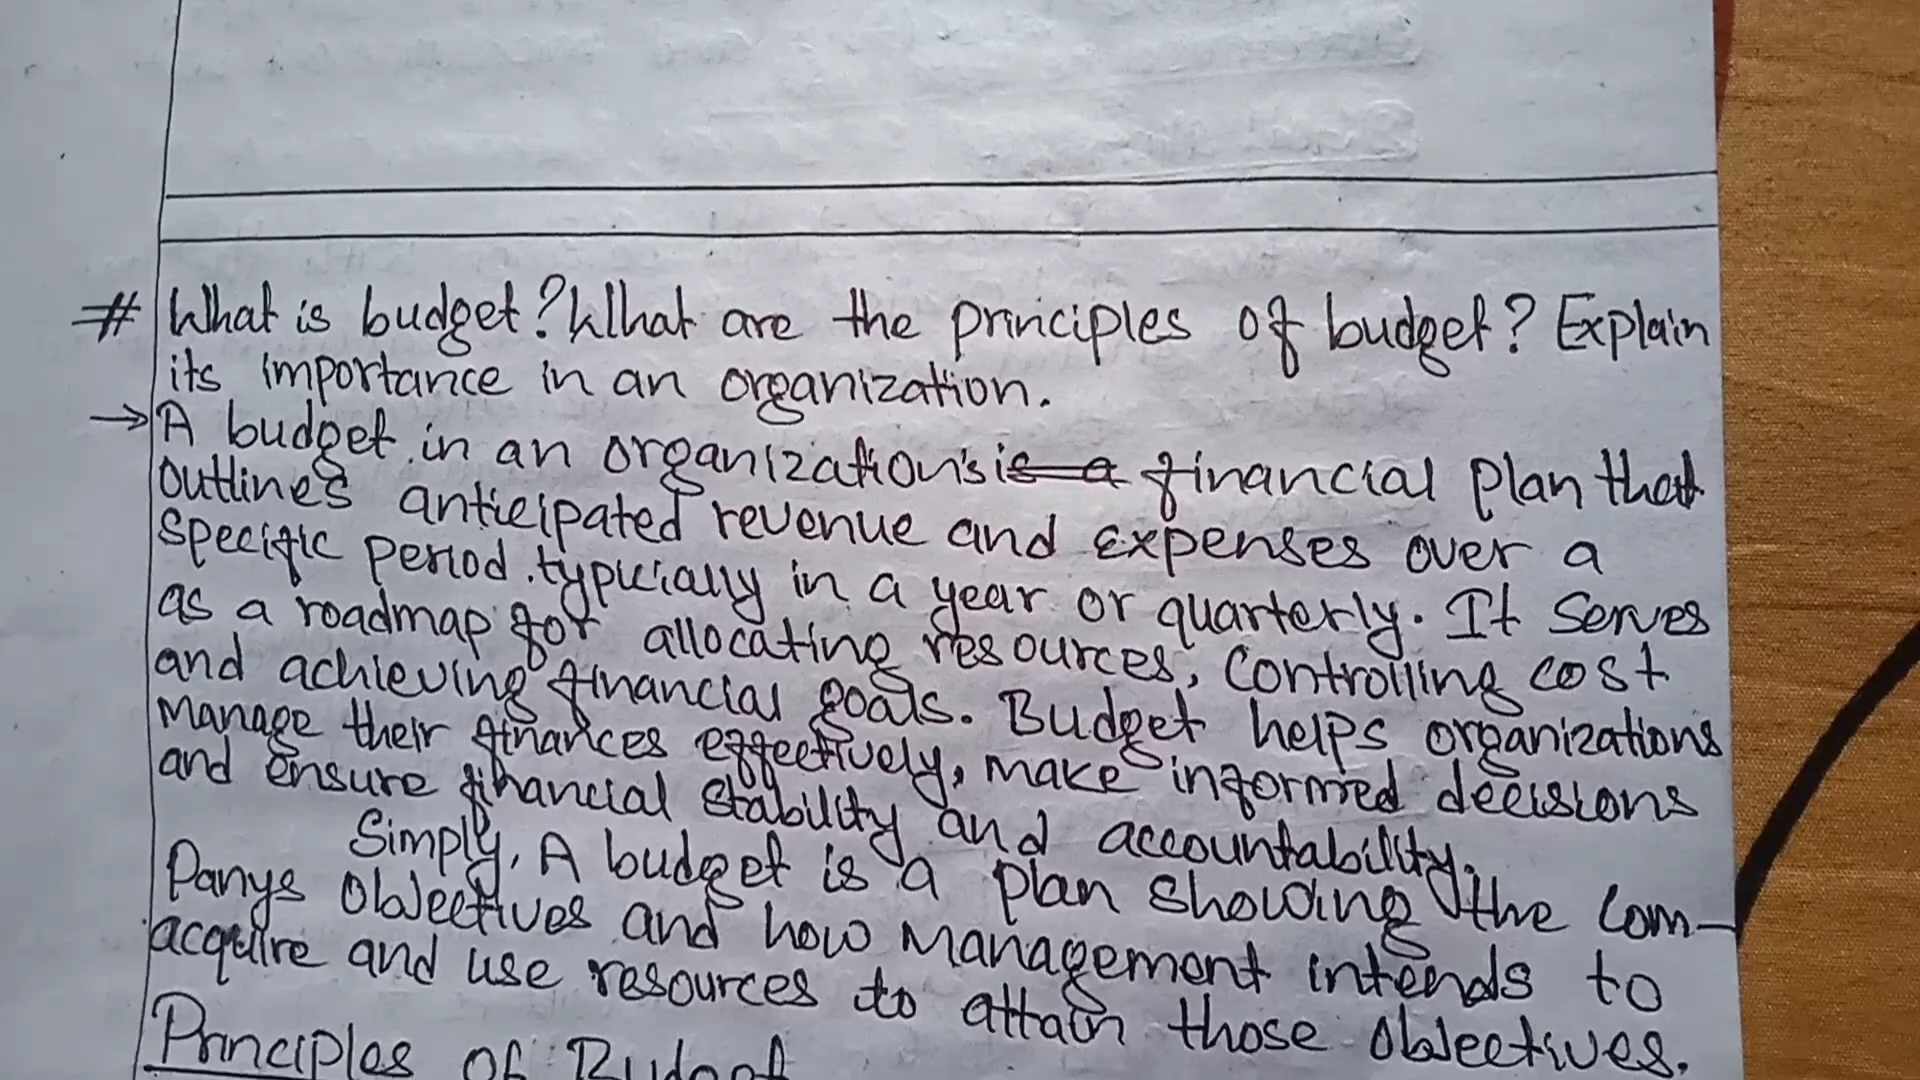 # What is budget? What are the principles of budget? Explain
its importance in an organization.
→ A budget in an organization's is a financial plan that
outlines anticipated revenue and expenses over a
specific period. typicially in a year or quarterly. It serves
as a roadmap for allocating resources, controlling cost
and achieving financial goals. Budget helps organizations
manage their finances effectively, make informed decisions
and ensure financial stability and accountability.
Simply, A budget is a plan showing the com-
panys objectives and how management intends to
acquire and use resources to attain those objectives.
Principles of Budget